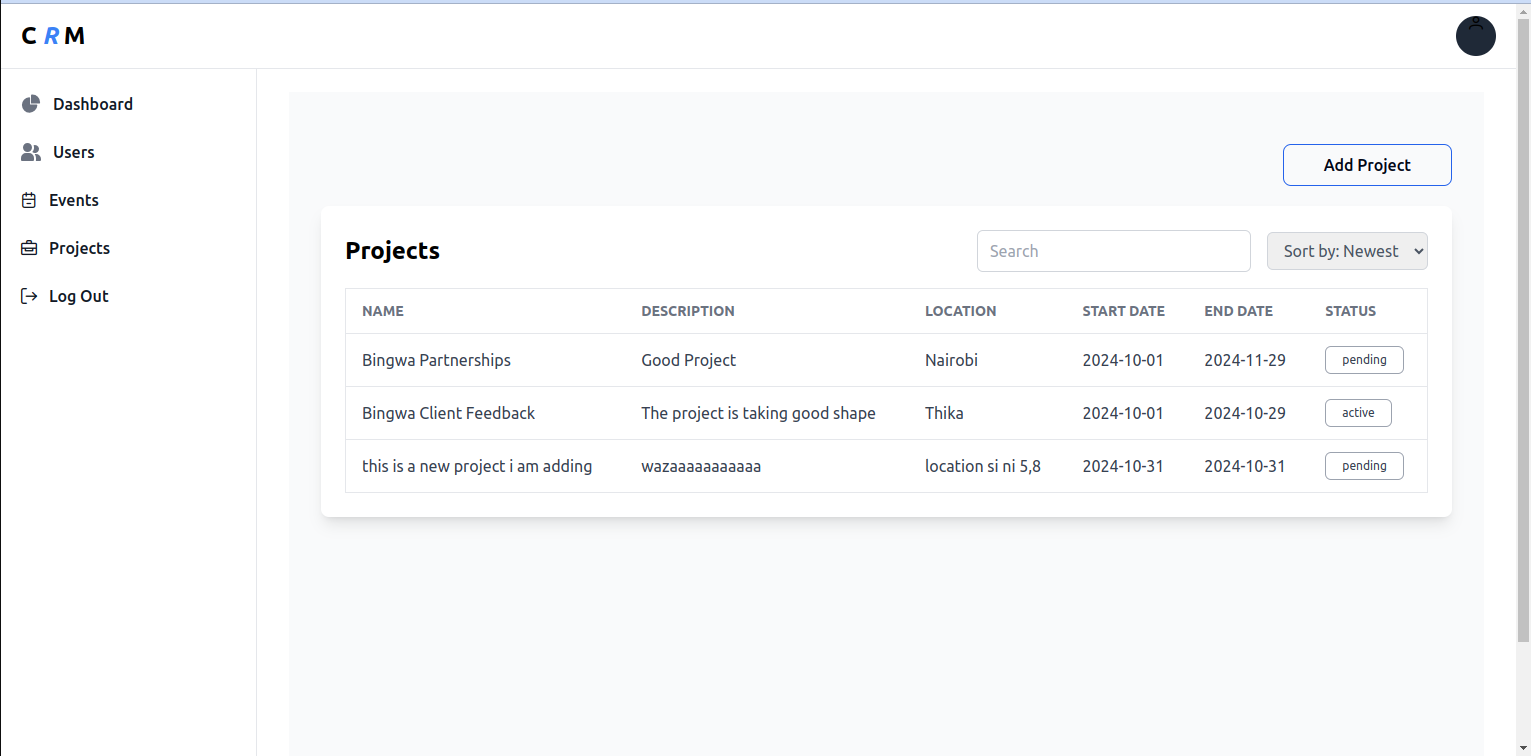 C R M
Dashboard
Users
Events
Projects
Log Out
Add Project
Projects
Search
Sort by: Newest
NAME DESCRIPTION LOCATION START DATE END DATE STATUS
Bingwa Partnerships Good Project Nairobi 2024-10-01 2024-11-29 pending
Bingwa Client Feedback The project is taking good shape Thika 2024-10-01 2024-10-29 active
this is a new project i am adding wazaaaaaaaaaaa location si ni 5,8 2024-10-31 2024-10-31 pending